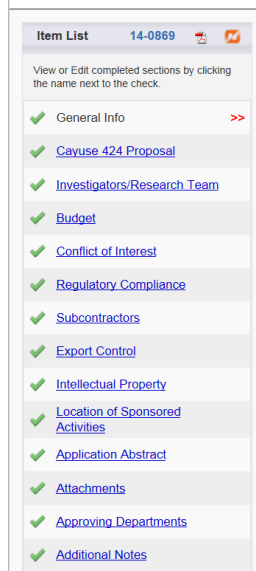 Item List 14-0869
View or Edit completed sections by clicking
the name next to the check.
General Info >>
Cayuse 424 Proposal
Investigators/Research Team
Budget
Conflict of Interest
Regulatory Compliance
Subcontractors
Export Control
Intellectual Property
Location of Sponsored
Activities
Application Abstract
Attachments
Approving Departments
Additional Notes